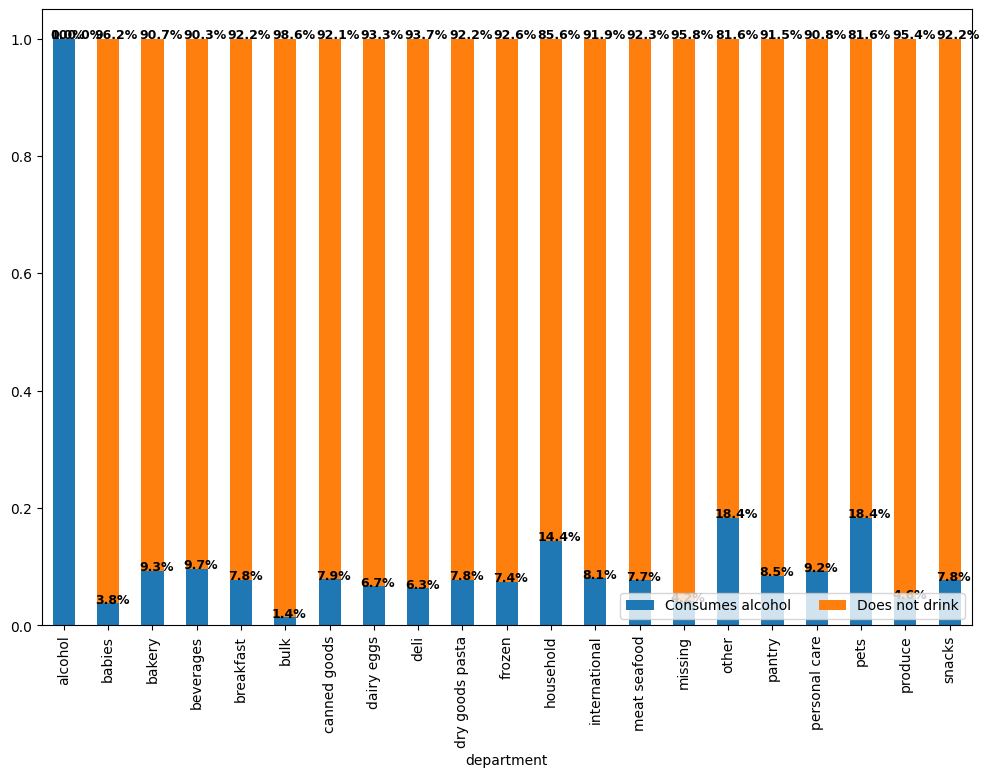 1.0
0.8
0.6
0.4
0.2
0.0
96.2% 90.7% 90.3% 92.2% 98.6% 92.1% 93.3% 93.7% 92.2% 92.6% 85.6% 91.9% 92.3% 95.8% 81.6% 91.5% 90.8% 81.6% 95.4% 92.2%
3.8% 9.3% 9.7% 7.8% 1.4% 7.9% 6.7% 6.3% 7.8% 7.4% 14.4% 8.1% 7.7% 4.2% 18.4% 8.5% 9.2% 18.4% 4.6% 7.8%
Consumes alcohol Does not drink
alcohol
babies
bakery
beverages
breakfast
bulk
canned goods
dairy eggs
deli
dry goods pasta
frozen
household
international
meat seafood
missing
other
pantry
personal care
pets
produce
snacks
department